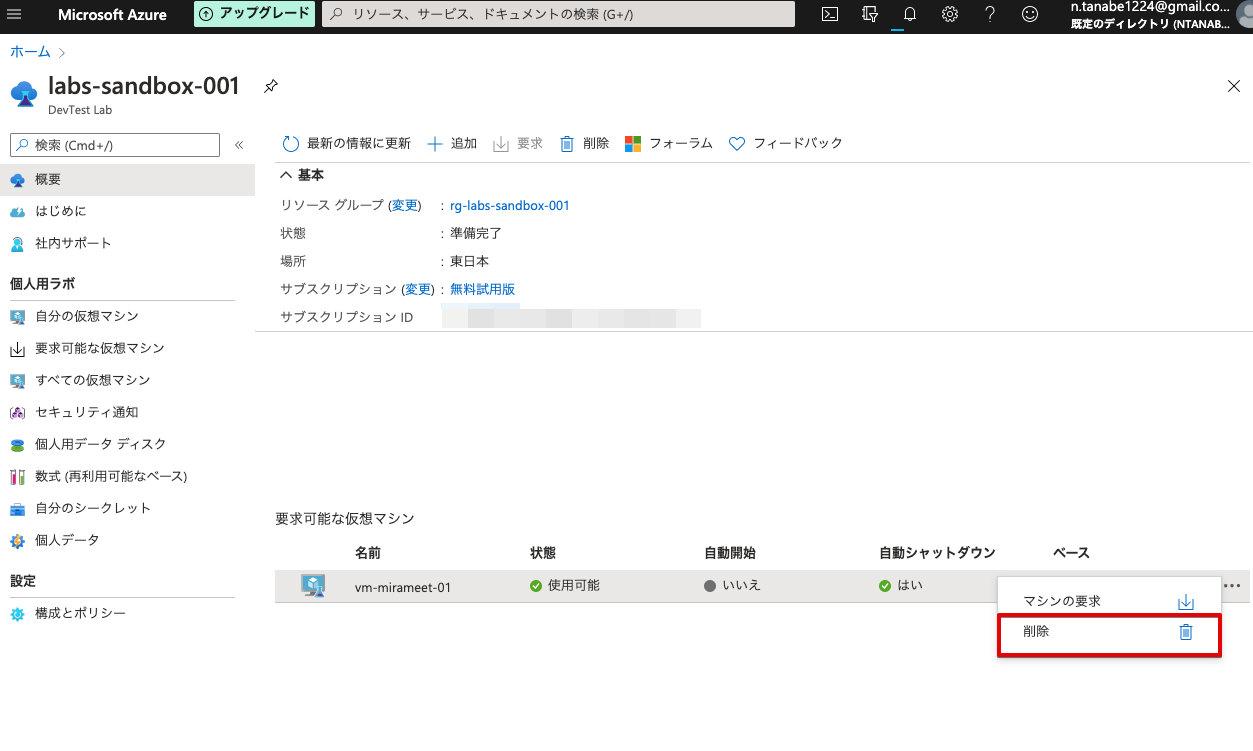 Microsoft Azure
アップグレード
リソース、サービス、ドキュメントの検索 (G+/)
n.tanabe1224@gmail.co...
既定のディレクトリ (NTANAB...
ホーム
labs-sandbox-001
DevTest Lab
検索 (Cmd+/)
«
最新の情報に更新 追加 要求 削除 フォーラム フィードバック
概要
はじめに
社内サポート
個人用ラボ
自分の仮想マシン
要求可能な仮想マシン
すべての仮想マシン
セキュリティ通知
個人用データ ディスク
数式 (再利用可能なベース)
自分のシークレット
個人データ
設定
構成とポリシー
基本
リソース グループ (変更) : rg-labs-sandbox-001
状態 : 準備完了
場所 : 東日本
サブスクリプション (変更) : 無料試用版
サブスクリプション ID
要求可能な仮想マシン
名前 状態 自動開始 自動シャットダウン ベース
vm-mirameet-01 使用可能 いいえ はい ...
マシンの要求
削除